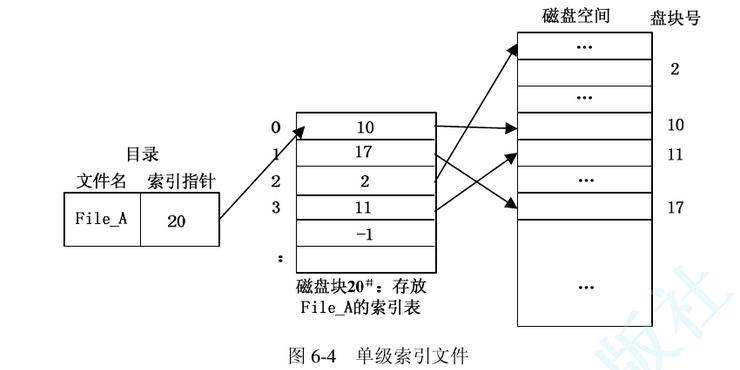 磁盘空间 盘块号
…
2
…
0 10 10
目录
1 17 11
文件名 索引指针
2 2 …
File_A 20
3 11 17
-1
:
…
磁盘块20#: 存放
File_A的索引表
图 6-4 单级索引文件
版社